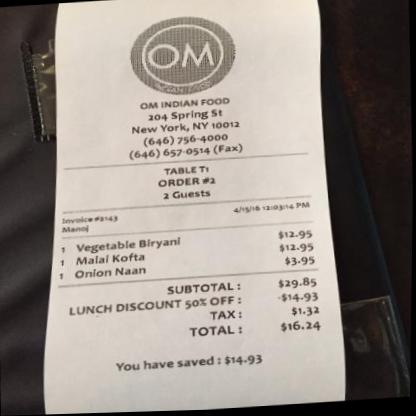 OM
INDIAN FOOD
OM INDIAN FOOD
204 Spring St
New York, NY 10012
(646) 756-4000
(646) 657-0514 (Fax)
TABLE T1
ORDER #2
2 Guests
Invoice #2143 4/15/16 12:03:14 PM
Manoj
1 Vegetable Biryani $12.95
1 Malai Kofta $12.95
1 Onion Naan $3.95
SUBTOTAL : $29.85
LUNCH DISCOUNT 50% OFF : -$14.93
TAX : $1.32
TOTAL : $16.24
You have saved : $14.93